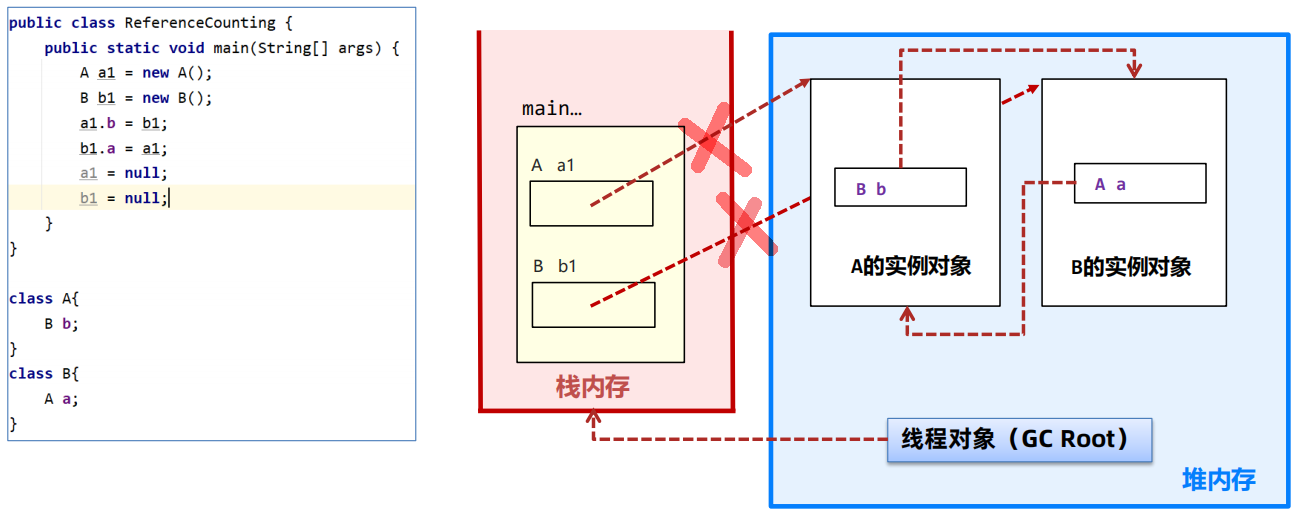 public class ReferenceCounting {
    public static void main(String[] args) {
        A a1 = new A();
        B b1 = new B();
        a1.b = b1;
        b1.a = a1;
        a1 = null;
        b1 = null;
    }
}
class A{
    B b;
}
class B{
    A a;
}
main…
A a1
B b1
栈内存
B b
A a
A的实例对象
B的实例对象
线程对象（GC Root）
堆内存